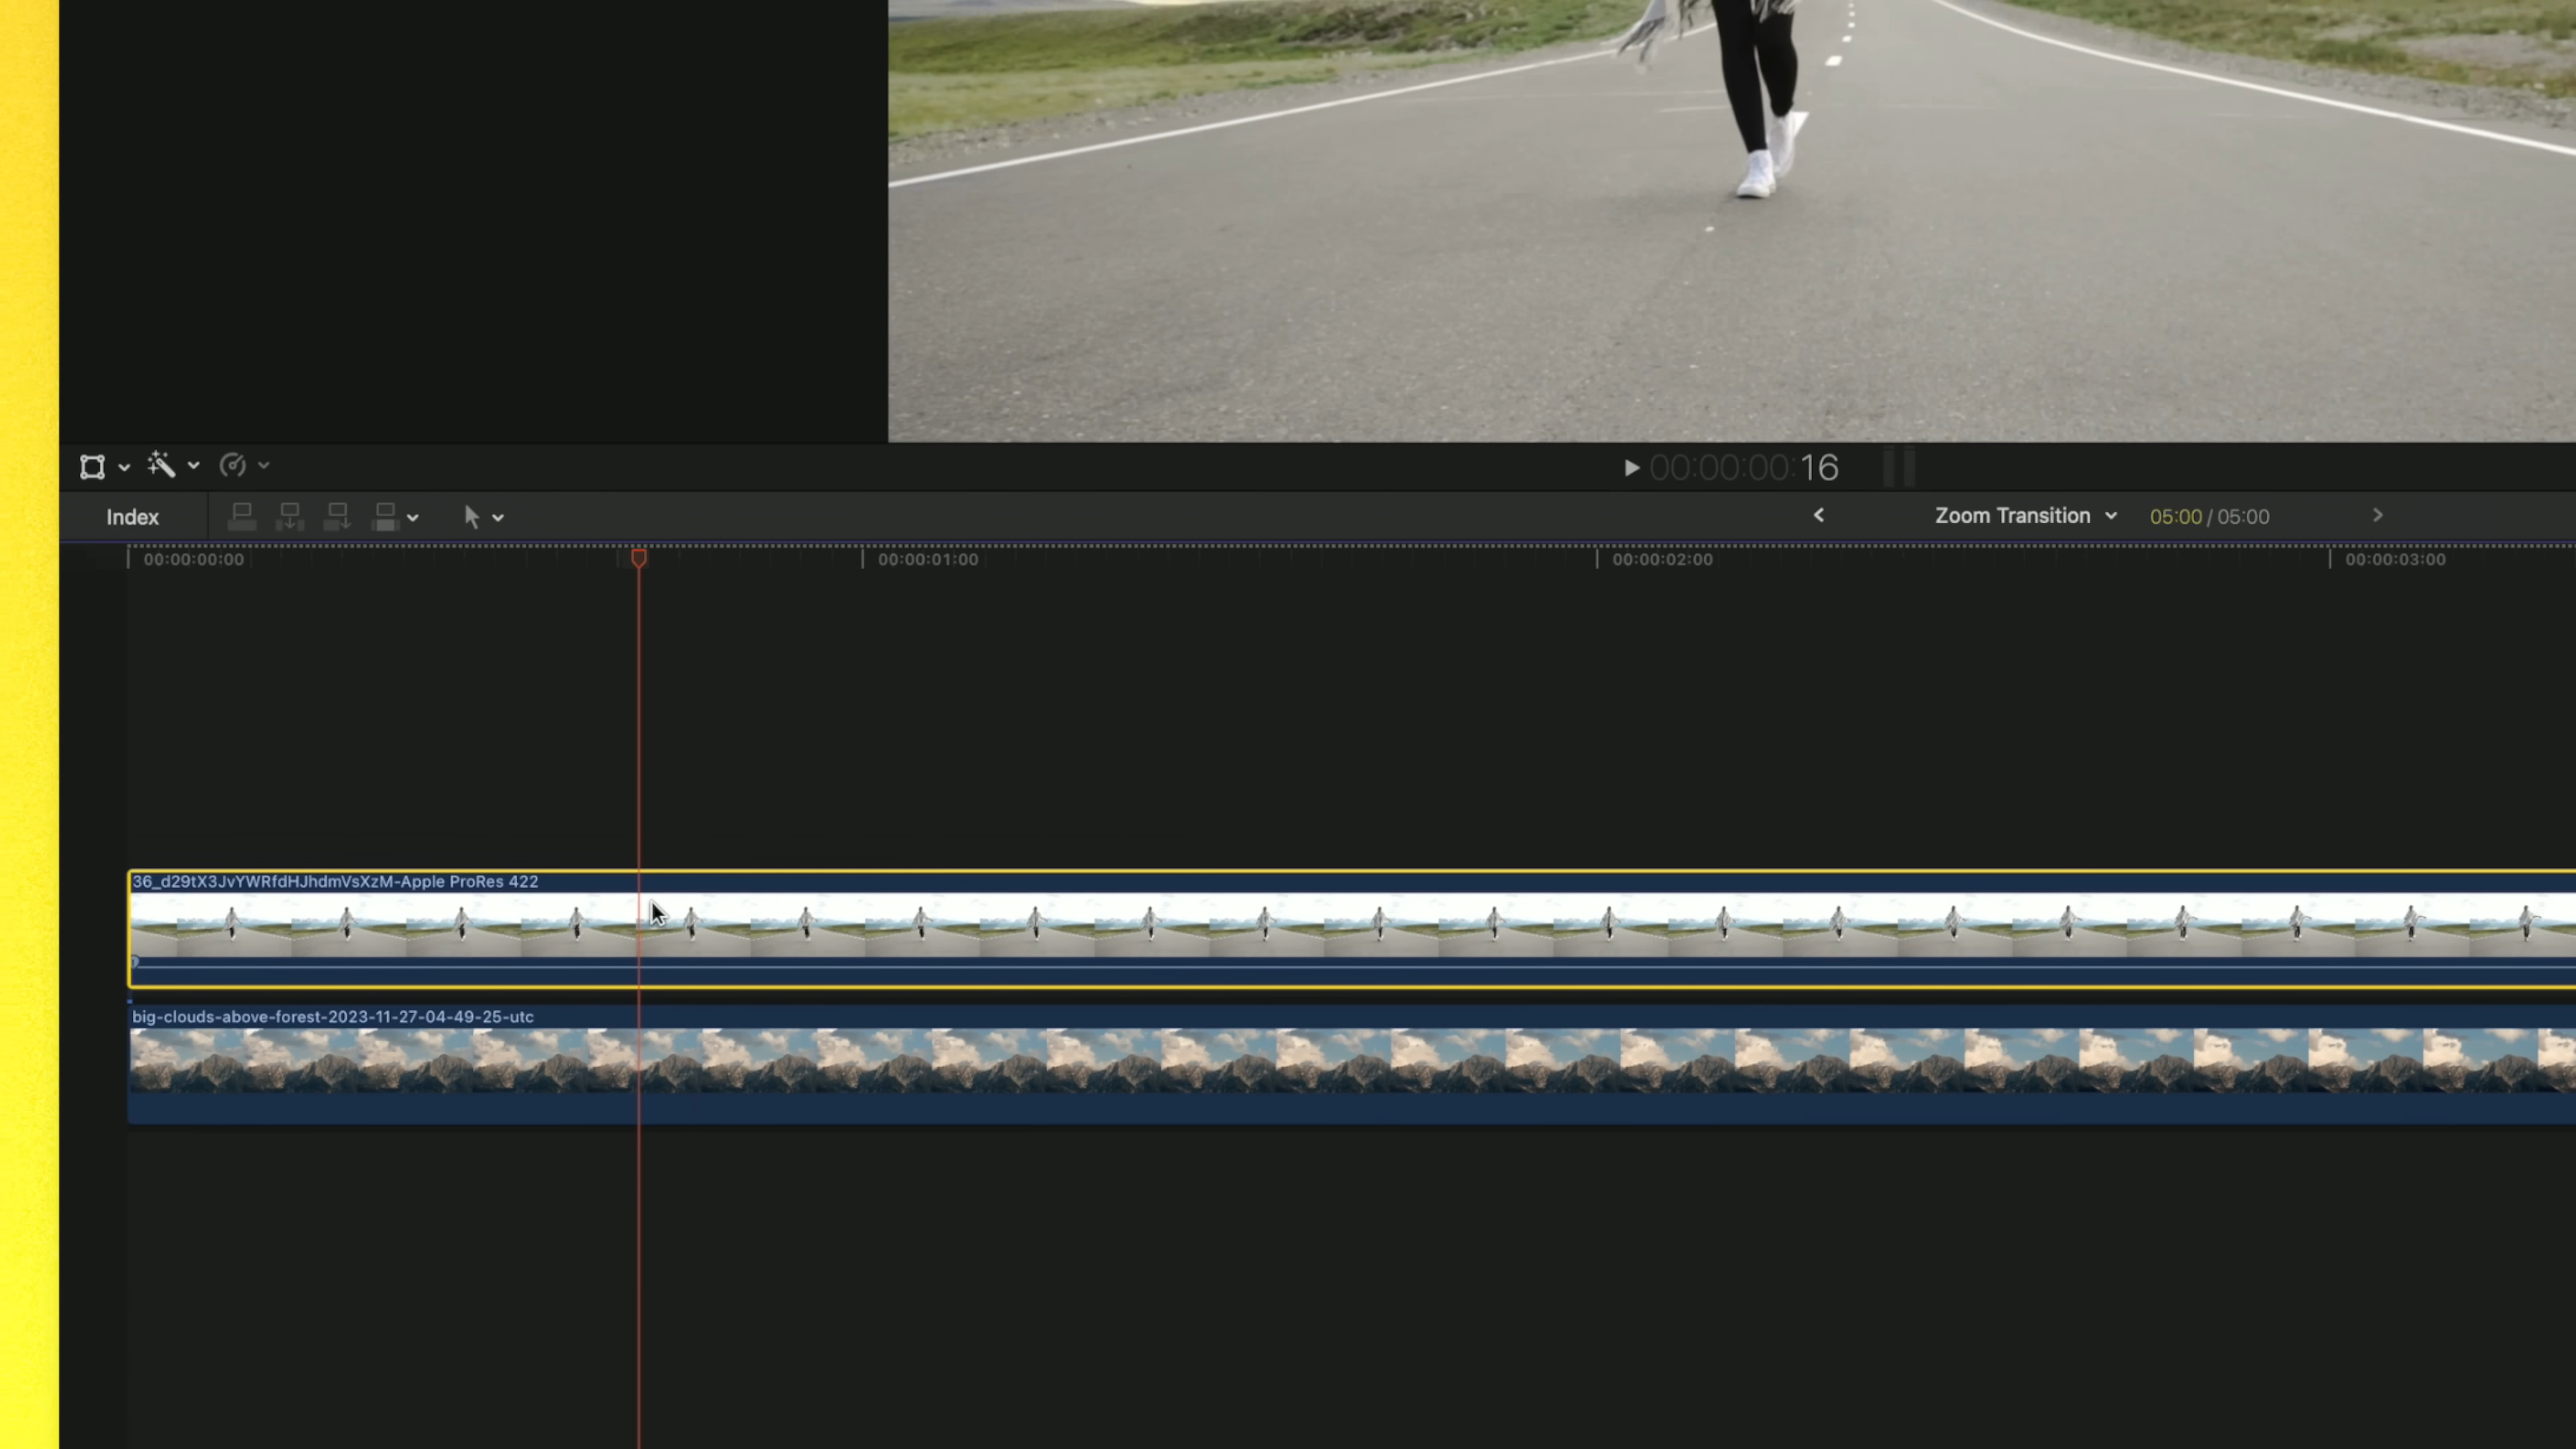 00:00:00:16
Index
Zoom Transition 05:00 / 05:00
00:00:00:00 00:00:01:00 00:00:02:00 00:00:03:00
36_d29tX3JvYWRfdHJhdmVsXzM-Apple ProRes 422
big-clouds-above-forest-2023-11-27-04-49-25-utc